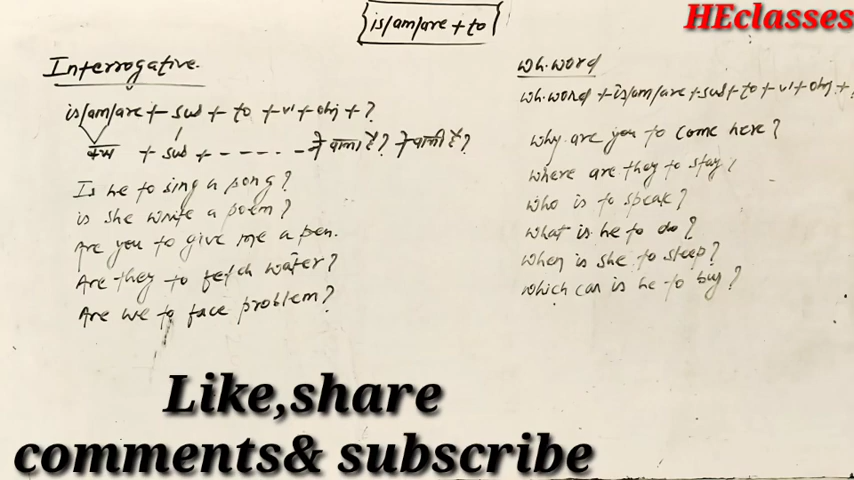 is/am/are + to
HEclasses
Interrogative.
is/am/are + sub + to + v1 + obj + ?
क्या + sub + - - - - - ने वाला है? ने वाली है?
Is he to sing a song?
is she write a poem?
Are you to give me a pen.
Are they to fetch water?
Are we to face problem?
wh.word
wh.word + is/am/are + sub + to + v1 + obj + ?
why are you to come here?
where are they to stay?
who is to speak?
what is he to do?
when is she to sleep?
which car is he to buy?
Like,share
comments& subscribe